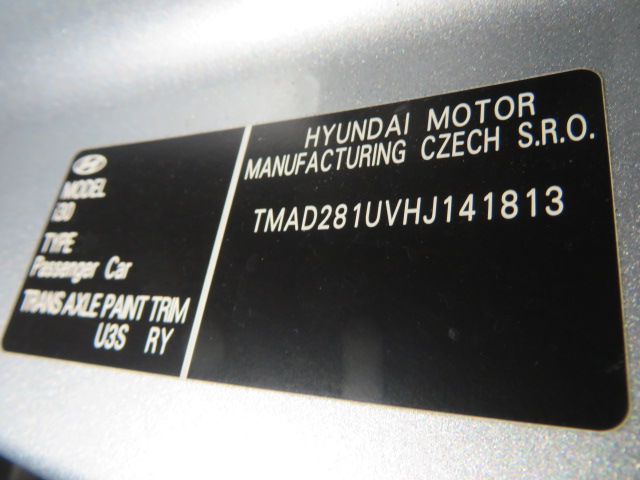 MODEL
i30
TYPE
Passenger Car
TRANS AXLE PAINT TRIM
U3S RY
HYUNDAI MOTOR
MANUFACTURING CZECH S.R.O.
TMAD281UVHJ141813